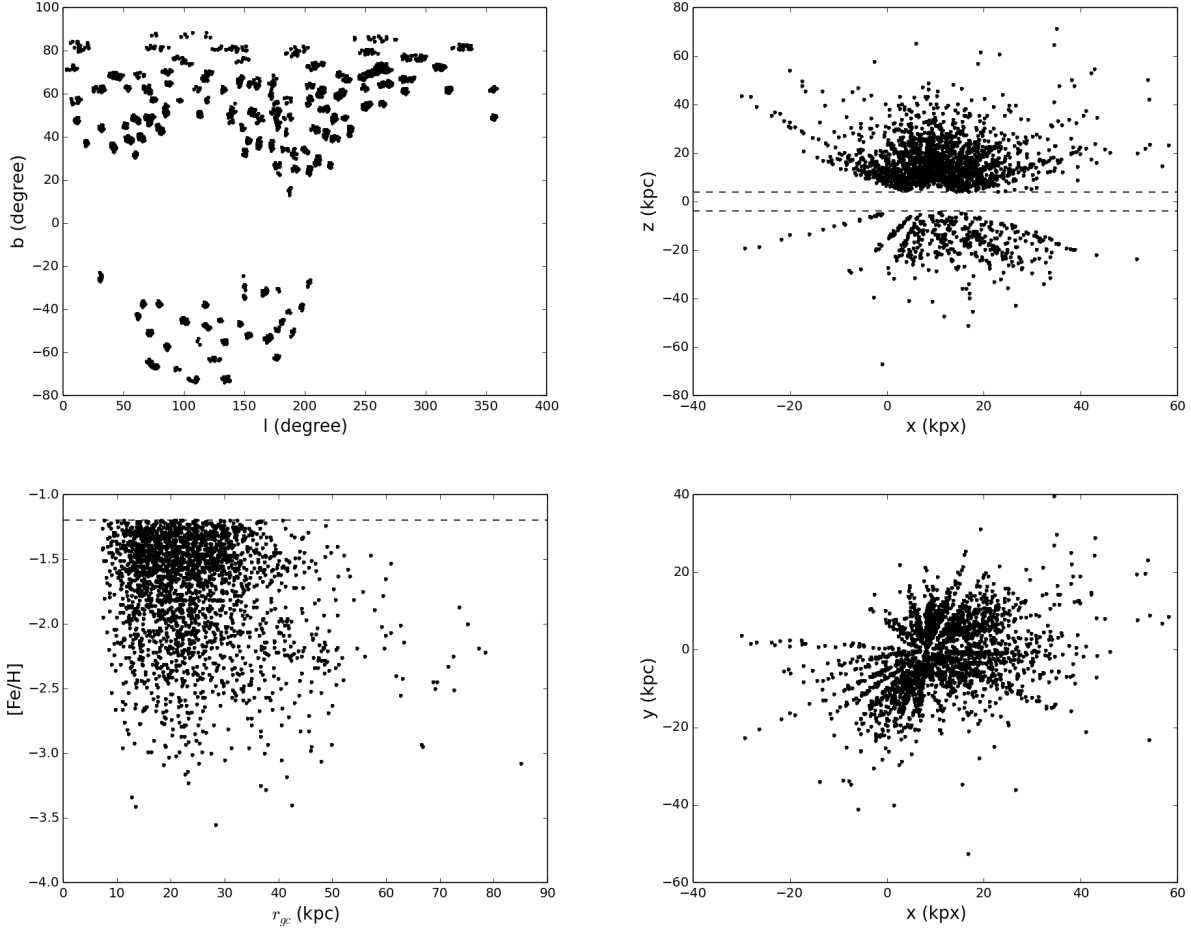 100
80
60
40
20
0
−20
−40
−60
−80
b (degree)
0 50 100 150 200 250 300 350 400
l (degree)
80
60
40
20
0
−20
−40
−60
−80
z (kpc)
−40 −20 0 20 40 60
x (kpx)
−1.0
−1.5
−2.0
−2.5
−3.0
−3.5
−4.0
[Fe/H]
0 10 20 30 40 50 60 70 80 90
r_gc (kpc)
40
20
0
−20
−40
−60
y (kpc)
−40 −20 0 20 40 60
x (kpx)